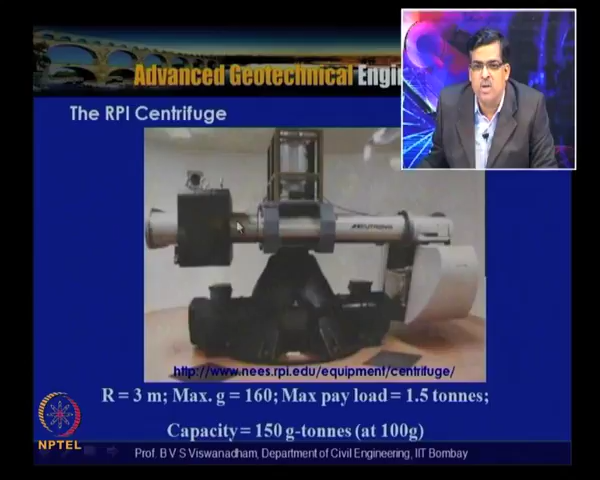 Advanced Geotechnical Engi
The RPI Centrifuge
http://www.nees.rpi.edu/equipment/centrifuge/
R = 3 m; Max. g = 160; Max pay load = 1.5 tonnes;
Capacity = 150 g-tonnes (at 100g)
NPTEL
Prof. B V S Viswanadham, Department of Civil Engineering, IIT Bombay